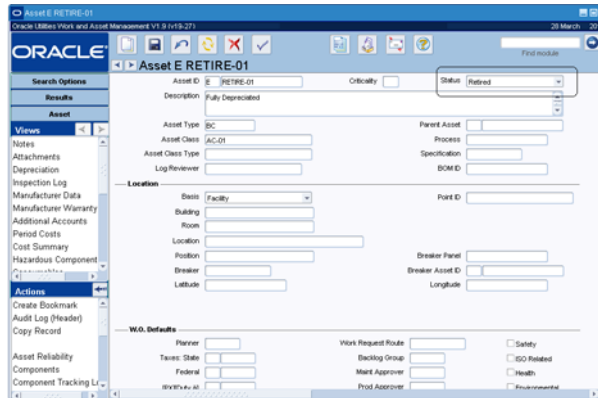 Asset E RETIRE-01
Oracle Utilities Work and Asset Management V1.9 (v19-27) 28 March 20
ORACLE
Find module
Asset E RETIRE-01
Search Options
Results
Asset
Views
Notes
Attachments
Depreciation
Inspection Log
Manufacturer Data
Manufacturer Warranty
Additional Accounts
Period Costs
Cost Summary
Hazardous Component
Actions
Create Bookmark
Audit Log (Header)
Copy Record
Asset Reliability
Components
Component Tracking Lo
Asset ID E RETIRE-01 Criticality Status Retired
Description Fully Depreciated
Asset Type BC Parent Asset
Asset Class AC-01 Process
Asset Class Type Specification
Log Reviewer BOM ID
Location
Basis Facility Point ID
Building
Room
Location
Position Breaker Panel
Breaker Breaker Asset ID
Latitude Longitude
W.O. Defaults
Planner Work Request Route Safety
Taxes: State Backlog Group ISO Related
Federal Maint Approver Health
Prod Approver Environmental